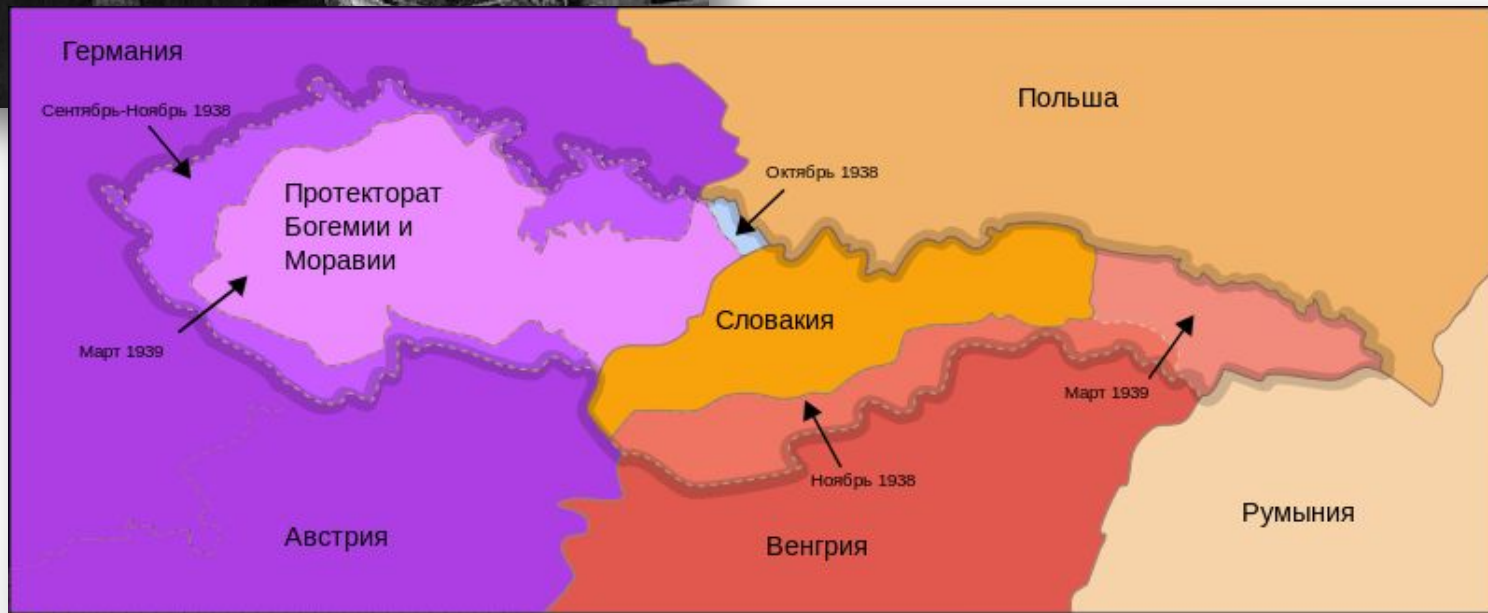 Германия
Польша
Сентябрь-Ноябрь 1938
Октябрь 1938
Протекторат
Богемии и
Моравии
Словакия
Март 1939
Март 1939
Ноябрь 1938
Румыния
Австрия
Венгрия